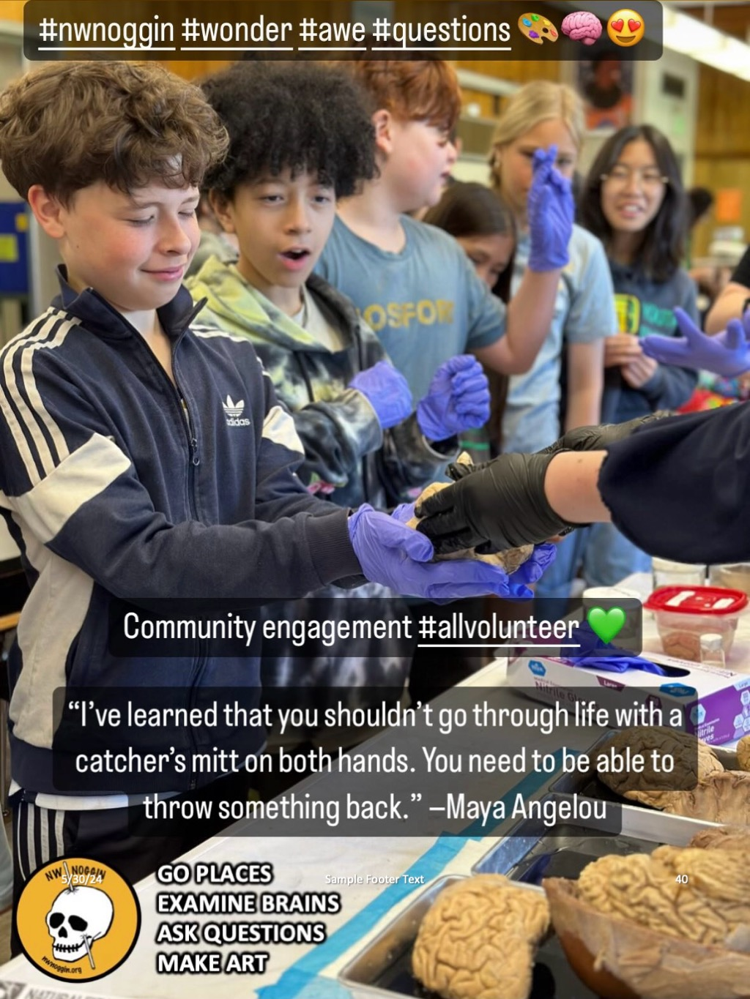 #nwnoggin #wonder #awe #questions 🎨🧠😍
OSFOR
adidas
Community engagement #allvolunteer 💚
Nitrile Gloves
Large
“I’ve learned that you shouldn’t go through life with a
catcher’s mitt on both hands. You need to be able to
throw something back.” –Maya Angelou
NW NOGGIN
nwnoggin.org
5/30/24
GO PLACES
EXAMINE BRAINS
ASK QUESTIONS
MAKE ART
Sample Footer Text
40